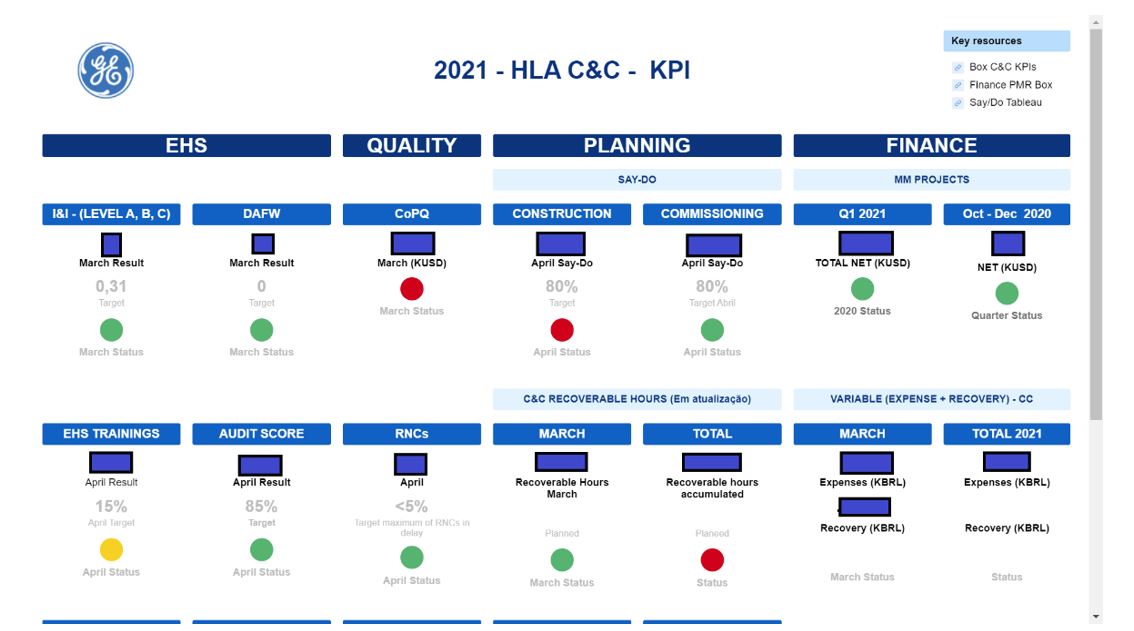 Key resources
2021 - HLA C&C - KPI
Box C&C KPIs
Finance PMR Box
Say/Do Tableau
EHS QUALITY PLANNING FINANCE
SAY-DO MM PROJECTS
I&I - (LEVEL A, B, C) DAFW CoPQ CONSTRUCTION COMMISSIONING Q1 2021 Oct - Dec 2020
March Result March Result March (KUSD) April Say-Do April Say-Do TOTAL NET (KUSD) NET (KUSD)
0,31 0 80% 80%
Target Target Target Target Abril
March Status 2020 Status Quarter Status
March Status March Status April Status April Status
C&C RECOVERABLE HOURS (Em atualização) VARIABLE (EXPENSE + RECOVERY) - CC
EHS TRAININGS AUDIT SCORE RNCs MARCH TOTAL MARCH TOTAL 2021
April Result April Result April Recoverable Hours Recoverable hours Expenses (KBRL) Expenses (KBRL)
March accumulated
15% 85% <5%
April Target Target Target maximum of RNCs in
delay
Recovery (KBRL) Recovery (KBRL)
Planned Planned
April Status April Status April Status March Status Status March Status Status